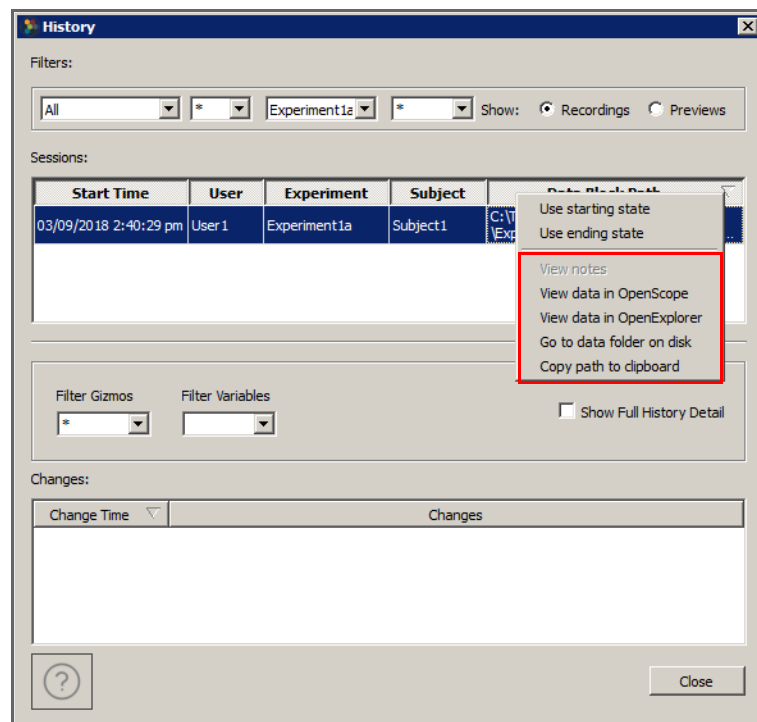 History
Filters:
All * Experiment1a * Show: Recordings Previews
Sessions:
Start Time User Experiment Subject Data Block Path
03/09/2018 2:40:29 pm User1 Experiment1a Subject1 C:\T
\Exp ..
Use starting state
Use ending state
View notes
View data in OpenScope
View data in OpenExplorer
Go to data folder on disk
Copy path to clipboard
Filter Gizmos Filter Variables
* Show Full History Detail
Changes:
Change Time Changes
?
Close